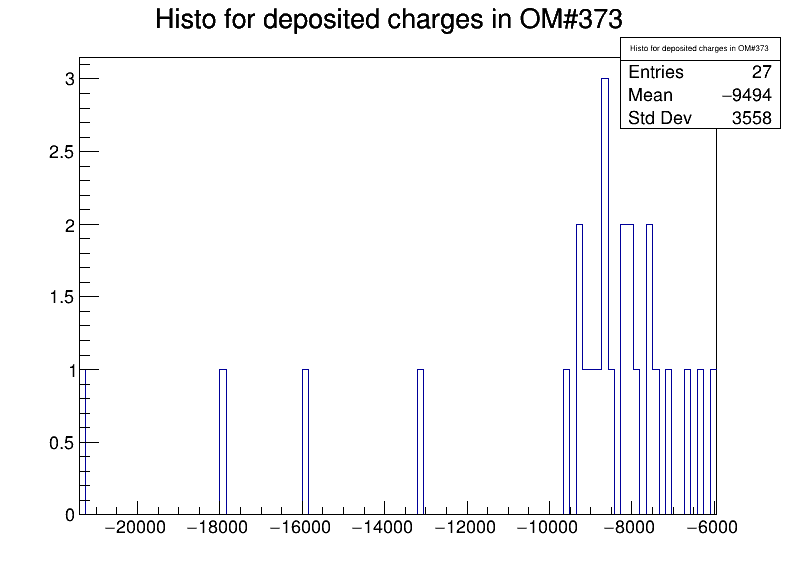 Histo for deposited charges in OM#373
Histo for deposited charges in OM#373
Entries 27
Mean −9494
Std Dev 3558
3
2.5
2
1.5
1
0.5
0
−20000 −18000 −16000 −14000 −12000 −10000 −8000 −6000